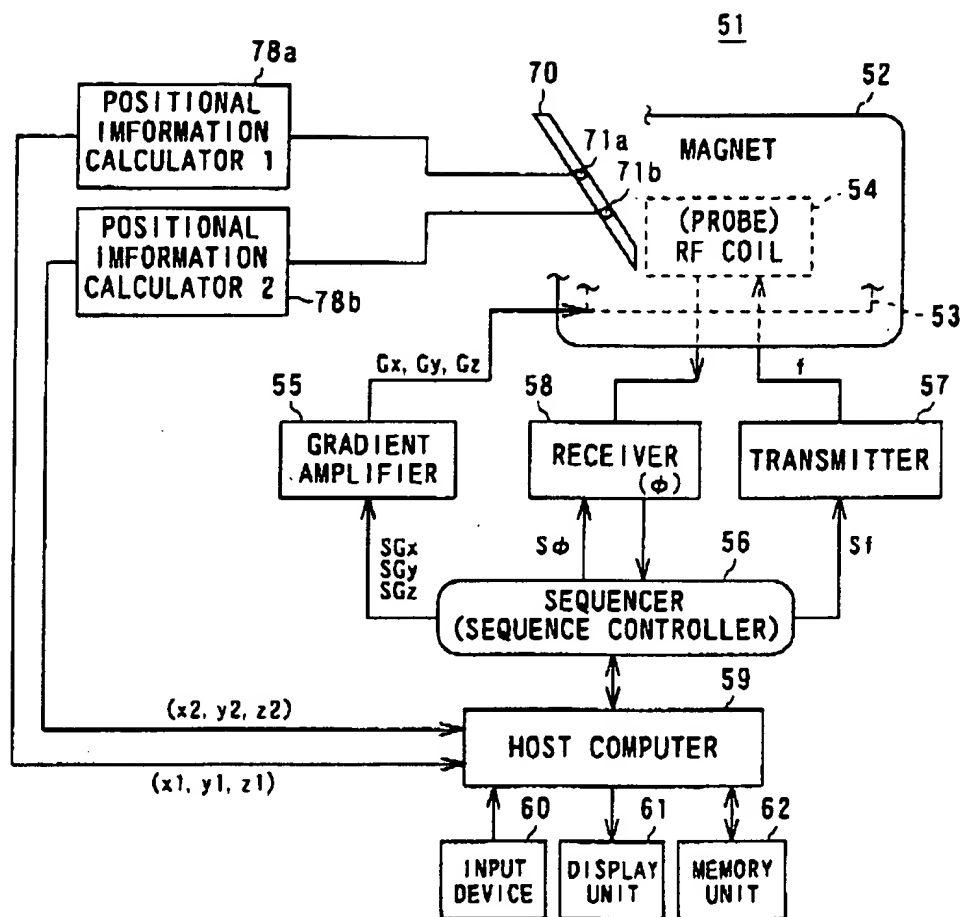 51
78a
POSITIONAL
IMFORMATION
CALCULATOR 1
70
52
71a
MAGNET
71b
54
(PROBE)
RF COIL
POSITIONAL
IMFORMATION
CALCULATOR 2
78b
53
Gx, Gy, Gz
f
55
58
57
GRADIENT
AMPLIFIER
RECEIVER
(ϕ)
TRANSMITTER
SGx
SGy
SGz
Sϕ
56
Sf
SEQUENCER
(SEQUENCE CONTROLLER)
59
(x2, y2, z2)
HOST COMPUTER
(x1, y1, z1)
60
61
62
INPUT
DEVICE
DISPLAY
UNIT
MEMORY
UNIT